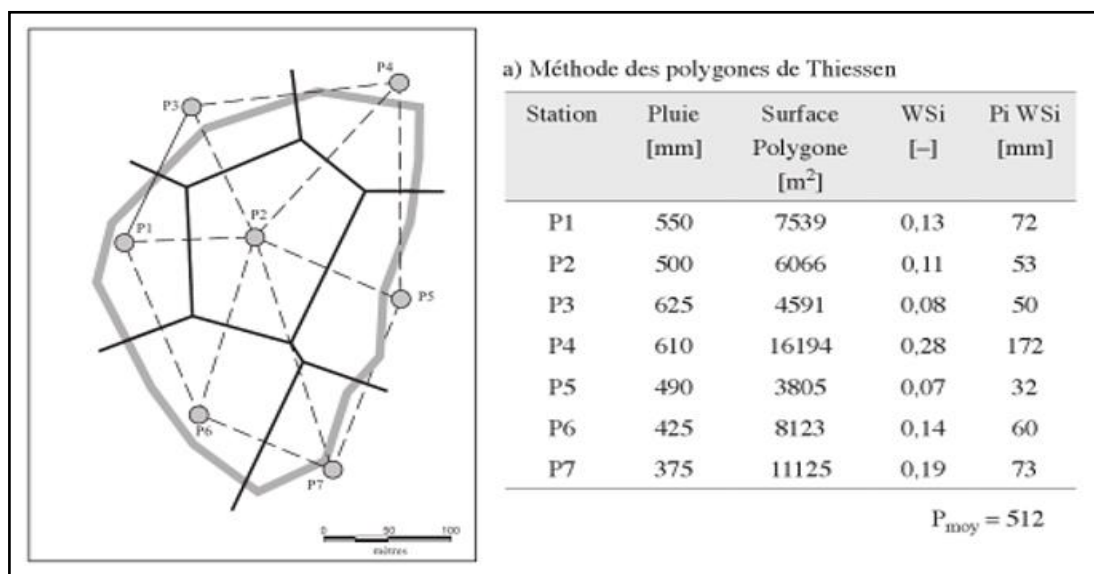 P4
P3
P2
P1
P5
P6
P7
0 50 100
mètres
a) Méthode des polygones de Thiessen
Station Pluie Surface WSi Pi WSi
[mm] Polygone [–] [mm]
[m²]
P1 550 7539 0,13 72
P2 500 6066 0,11 53
P3 625 4591 0,08 50
P4 610 16194 0,28 172
P5 490 3805 0,07 32
P6 425 8123 0,14 60
P7 375 11125 0,19 73
Pmoy = 512